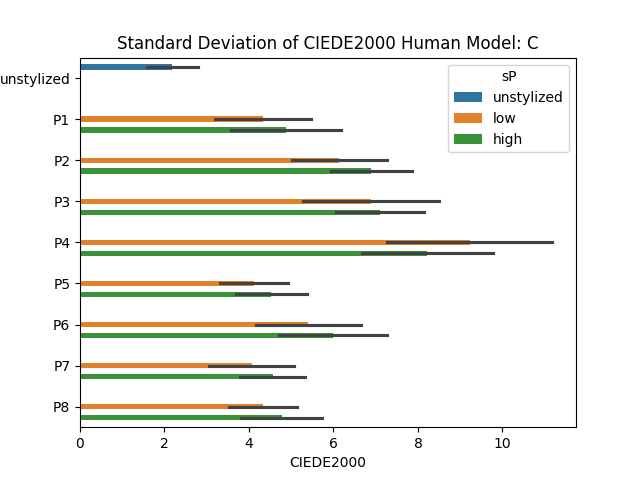 Standard Deviation of CIEDE2000 Human Model: C
sP
unstylized
low
high
unstylized
P1
P2
P3
P4
P5
P6
P7
P8
0 2 4 6 8 10
CIEDE2000